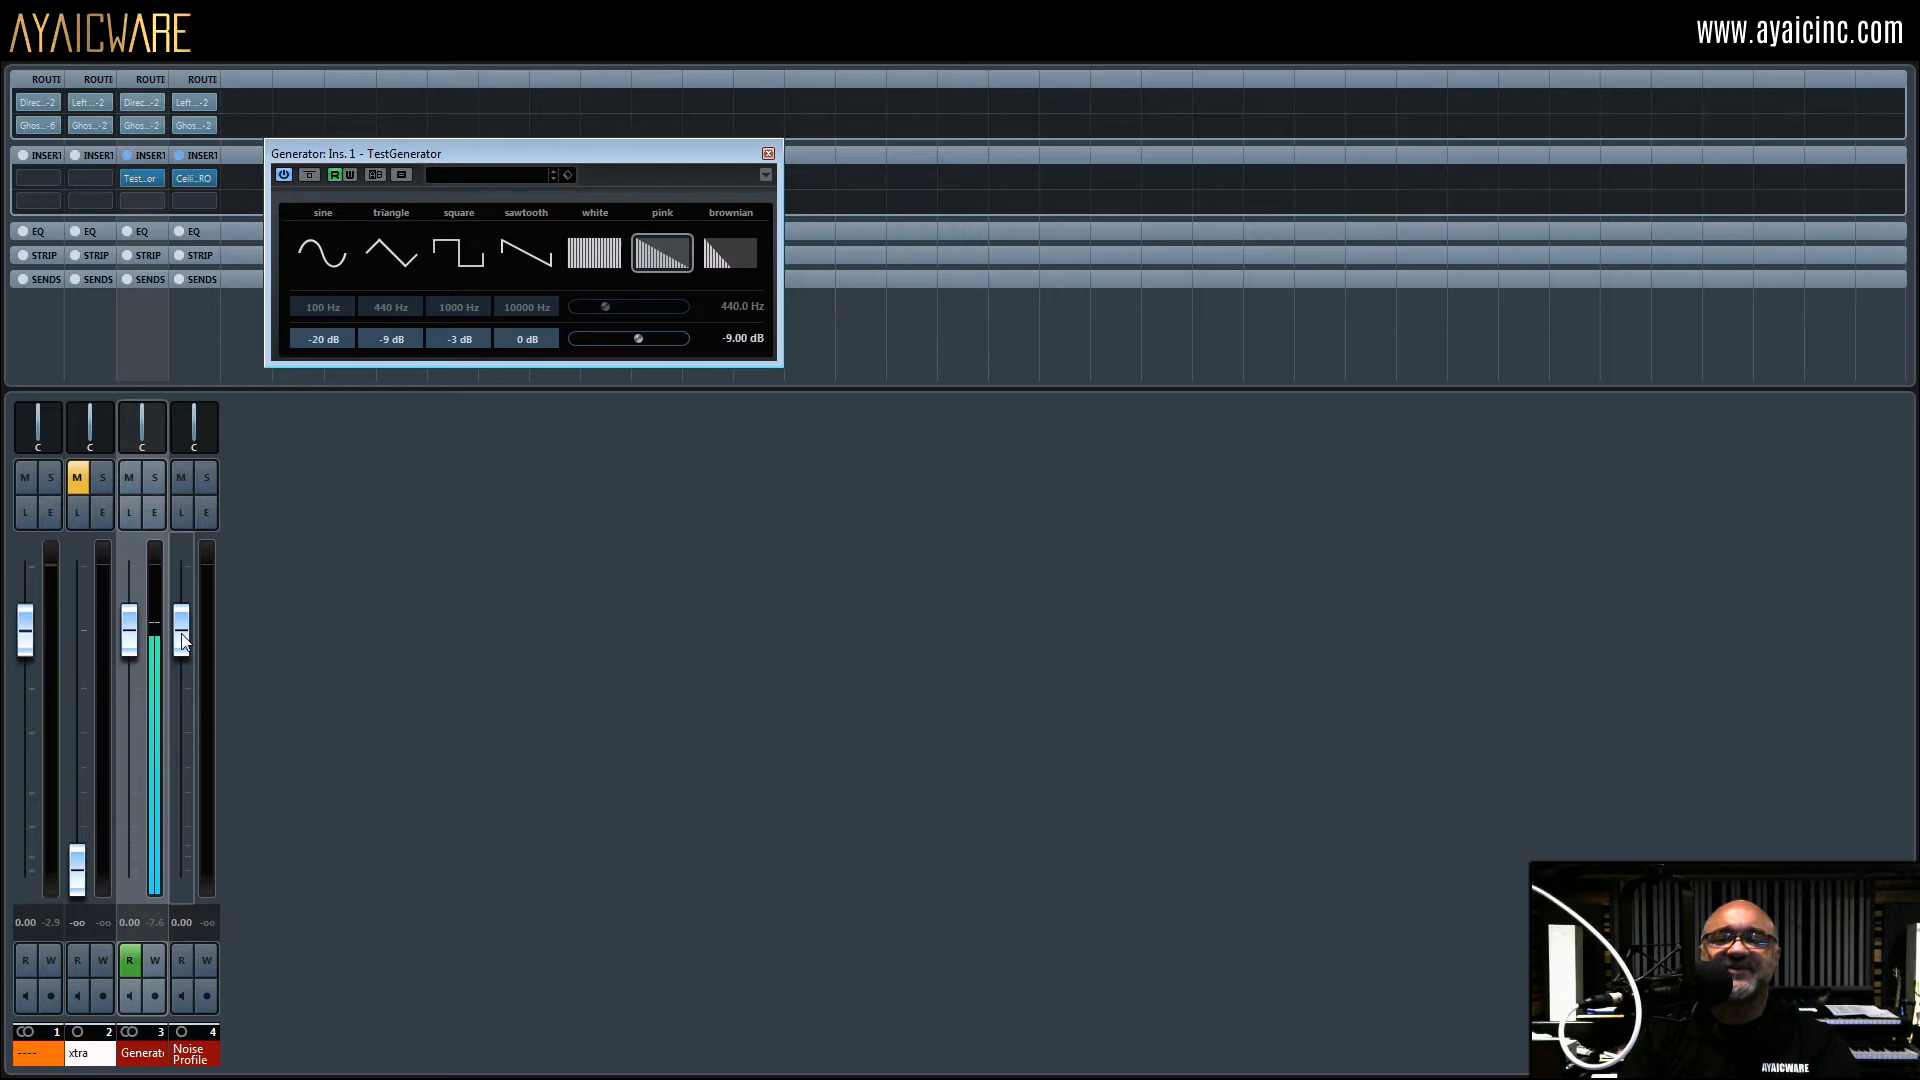 AYAICWARE
www.ayaicinc.com
ROUTI ROUTI ROUTI ROUTI
Direc...-2 Left ...-2 Direc...-2 Left ...-2
Ghos...-6 Ghos...-2 Ghos...-2 Ghos...-2
INSERT INSERT INSERT INSERT
Test...or Ceili...RO
EQ EQ EQ EQ
STRIP STRIP STRIP STRIP
SENDS SENDS SENDS SENDS
Generator: Ins. 1 - TestGenerator
R W
sine triangle square sawtooth white pink brownian
100 Hz 440 Hz 1000 Hz 10000 Hz 440.0 Hz
-20 dB -9 dB -3 dB 0 dB -9.00 dB
C C C C
M S M S M S M S
L E L E L E L E
0.00 -2.9 -oo -oo 0.00 -7.6 0.00 -oo
R W R W R W R W
1 2 3 4
---- xtra Generato Noise Profile
AYAICWARE